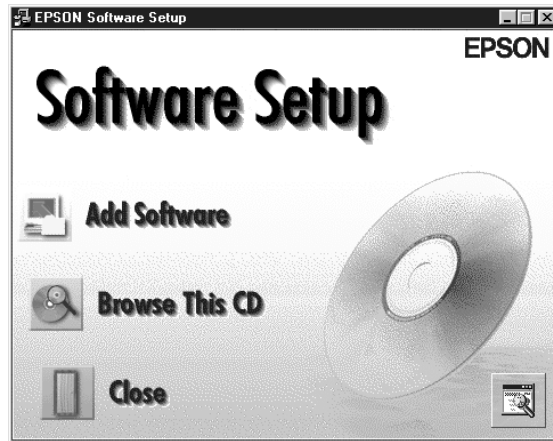 EPSON Software Setup
EPSON
Software Setup
Add Software
Browse This CD
Close